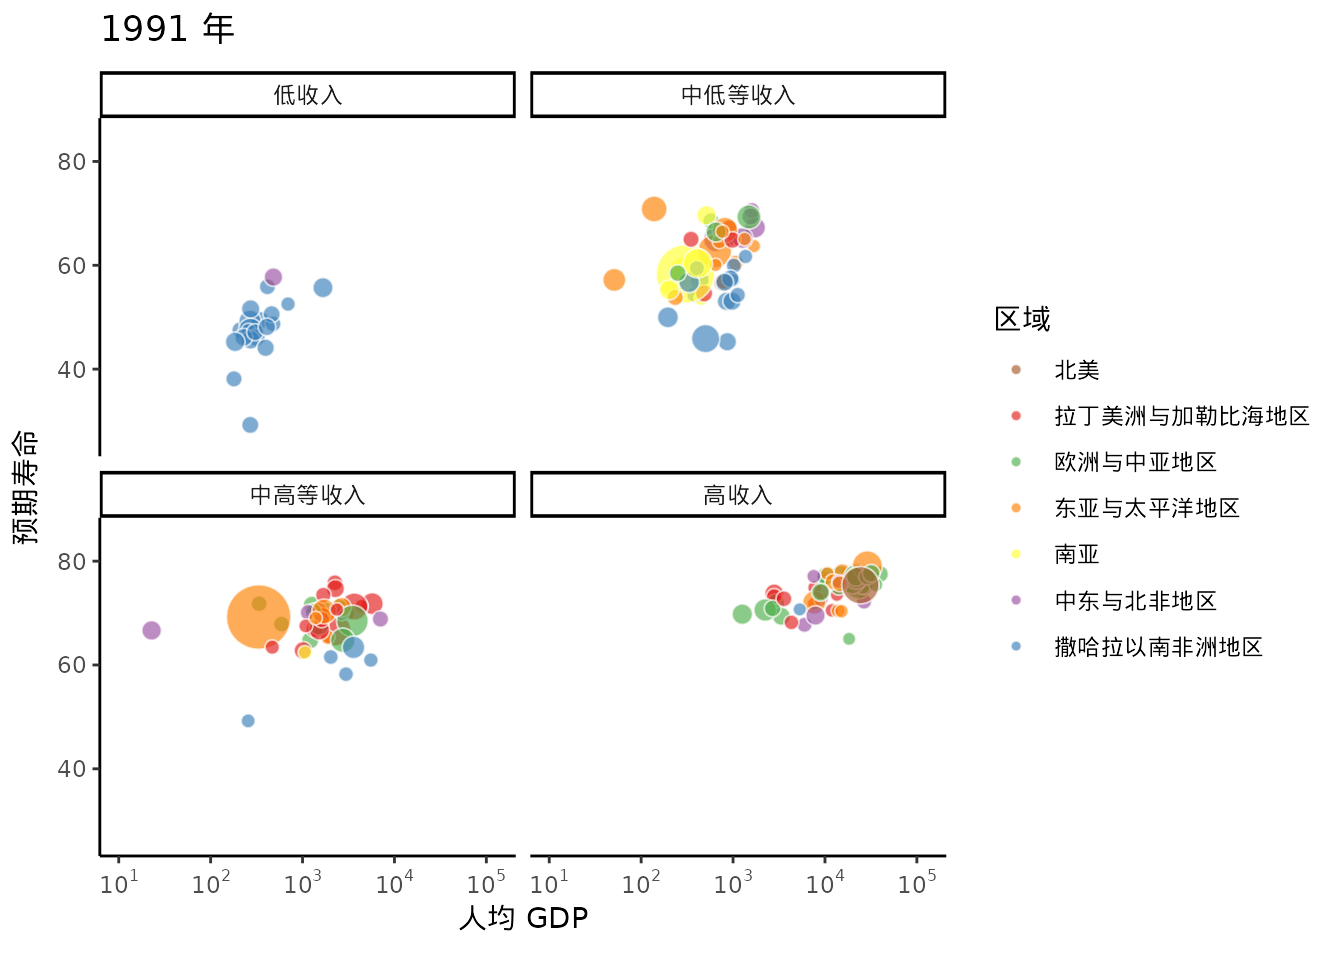 1991 年
低收入
中低等收入
80
60
40
中高等收入
高收入
80
60
40
10¹ 10² 10³ 10⁴ 10⁵
10¹ 10² 10³ 10⁴ 10⁵
人均 GDP
预期寿命
区域
北美
拉丁美洲与加勒比海地区
欧洲与中亚地区
东亚与太平洋地区
南亚
中东与北非地区
撒哈拉以南非洲地区